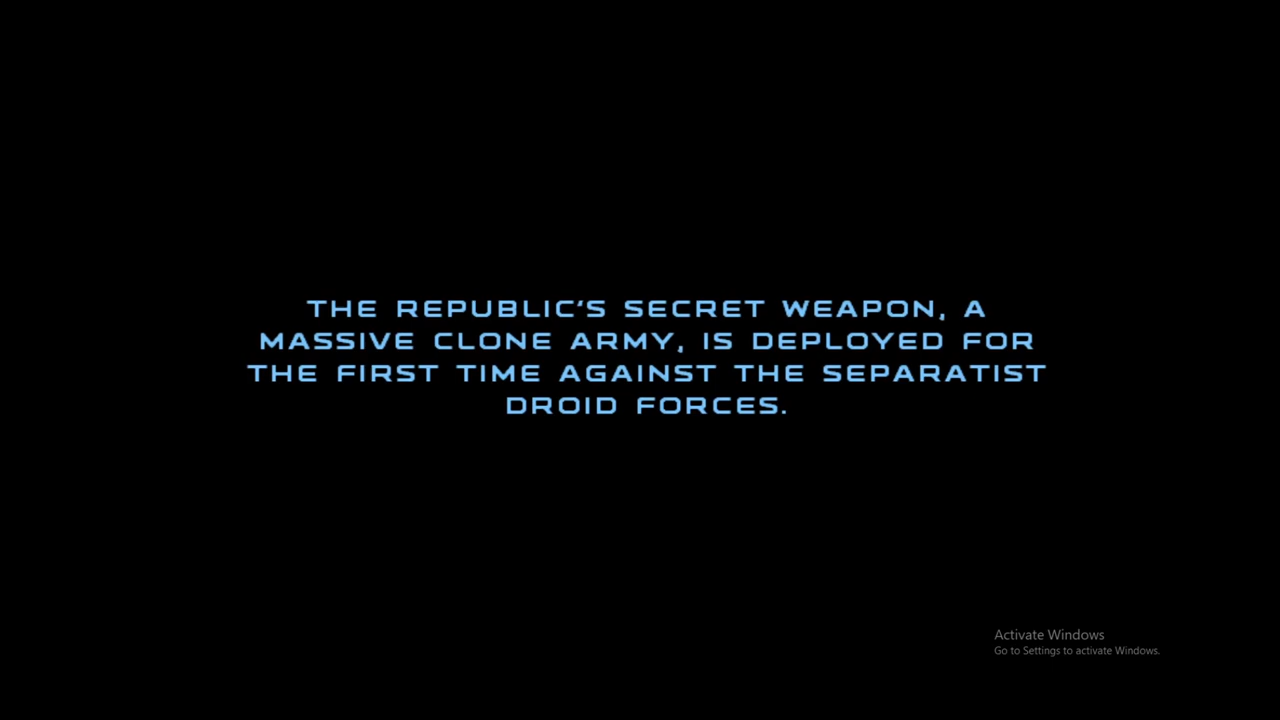 THE REPUBLIC'S SECRET WEAPON, A
MASSIVE CLONE ARMY, IS DEPLOYED FOR
THE FIRST TIME AGAINST THE SEPARATIST
DROID FORCES.
Activate Windows
Go to Settings to activate Windows.